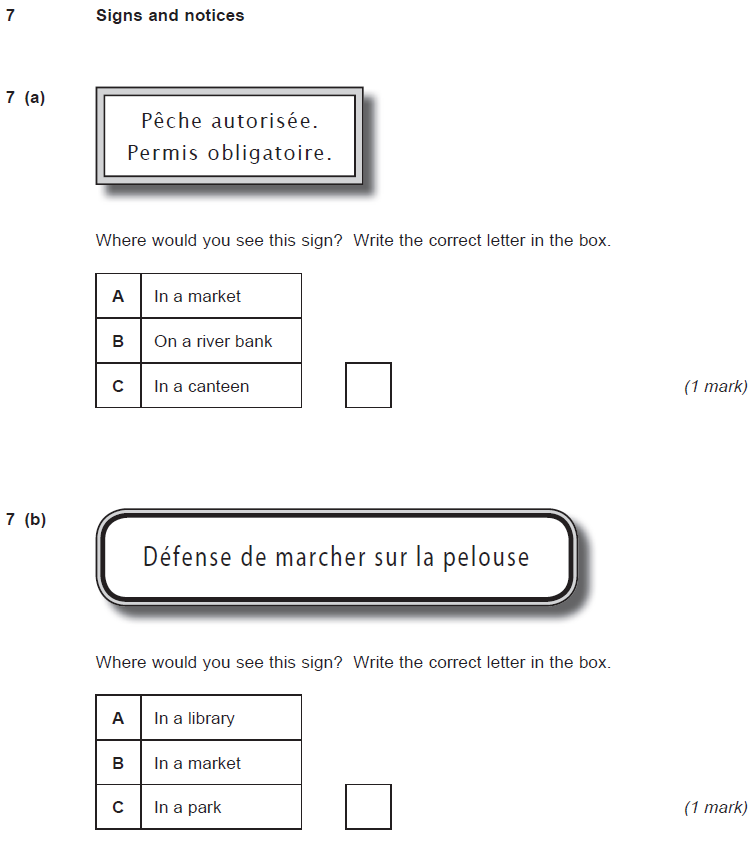 7 Signs and notices
7 (a)
Pêche autorisée.
Permis obligatoire.
Where would you see this sign? Write the correct letter in the box.
A In a market
B On a river bank
C In a canteen
(1 mark)
7 (b)
Défense de marcher sur la pelouse
Where would you see this sign? Write the correct letter in the box.
A In a library
B In a market
C In a park
(1 mark)